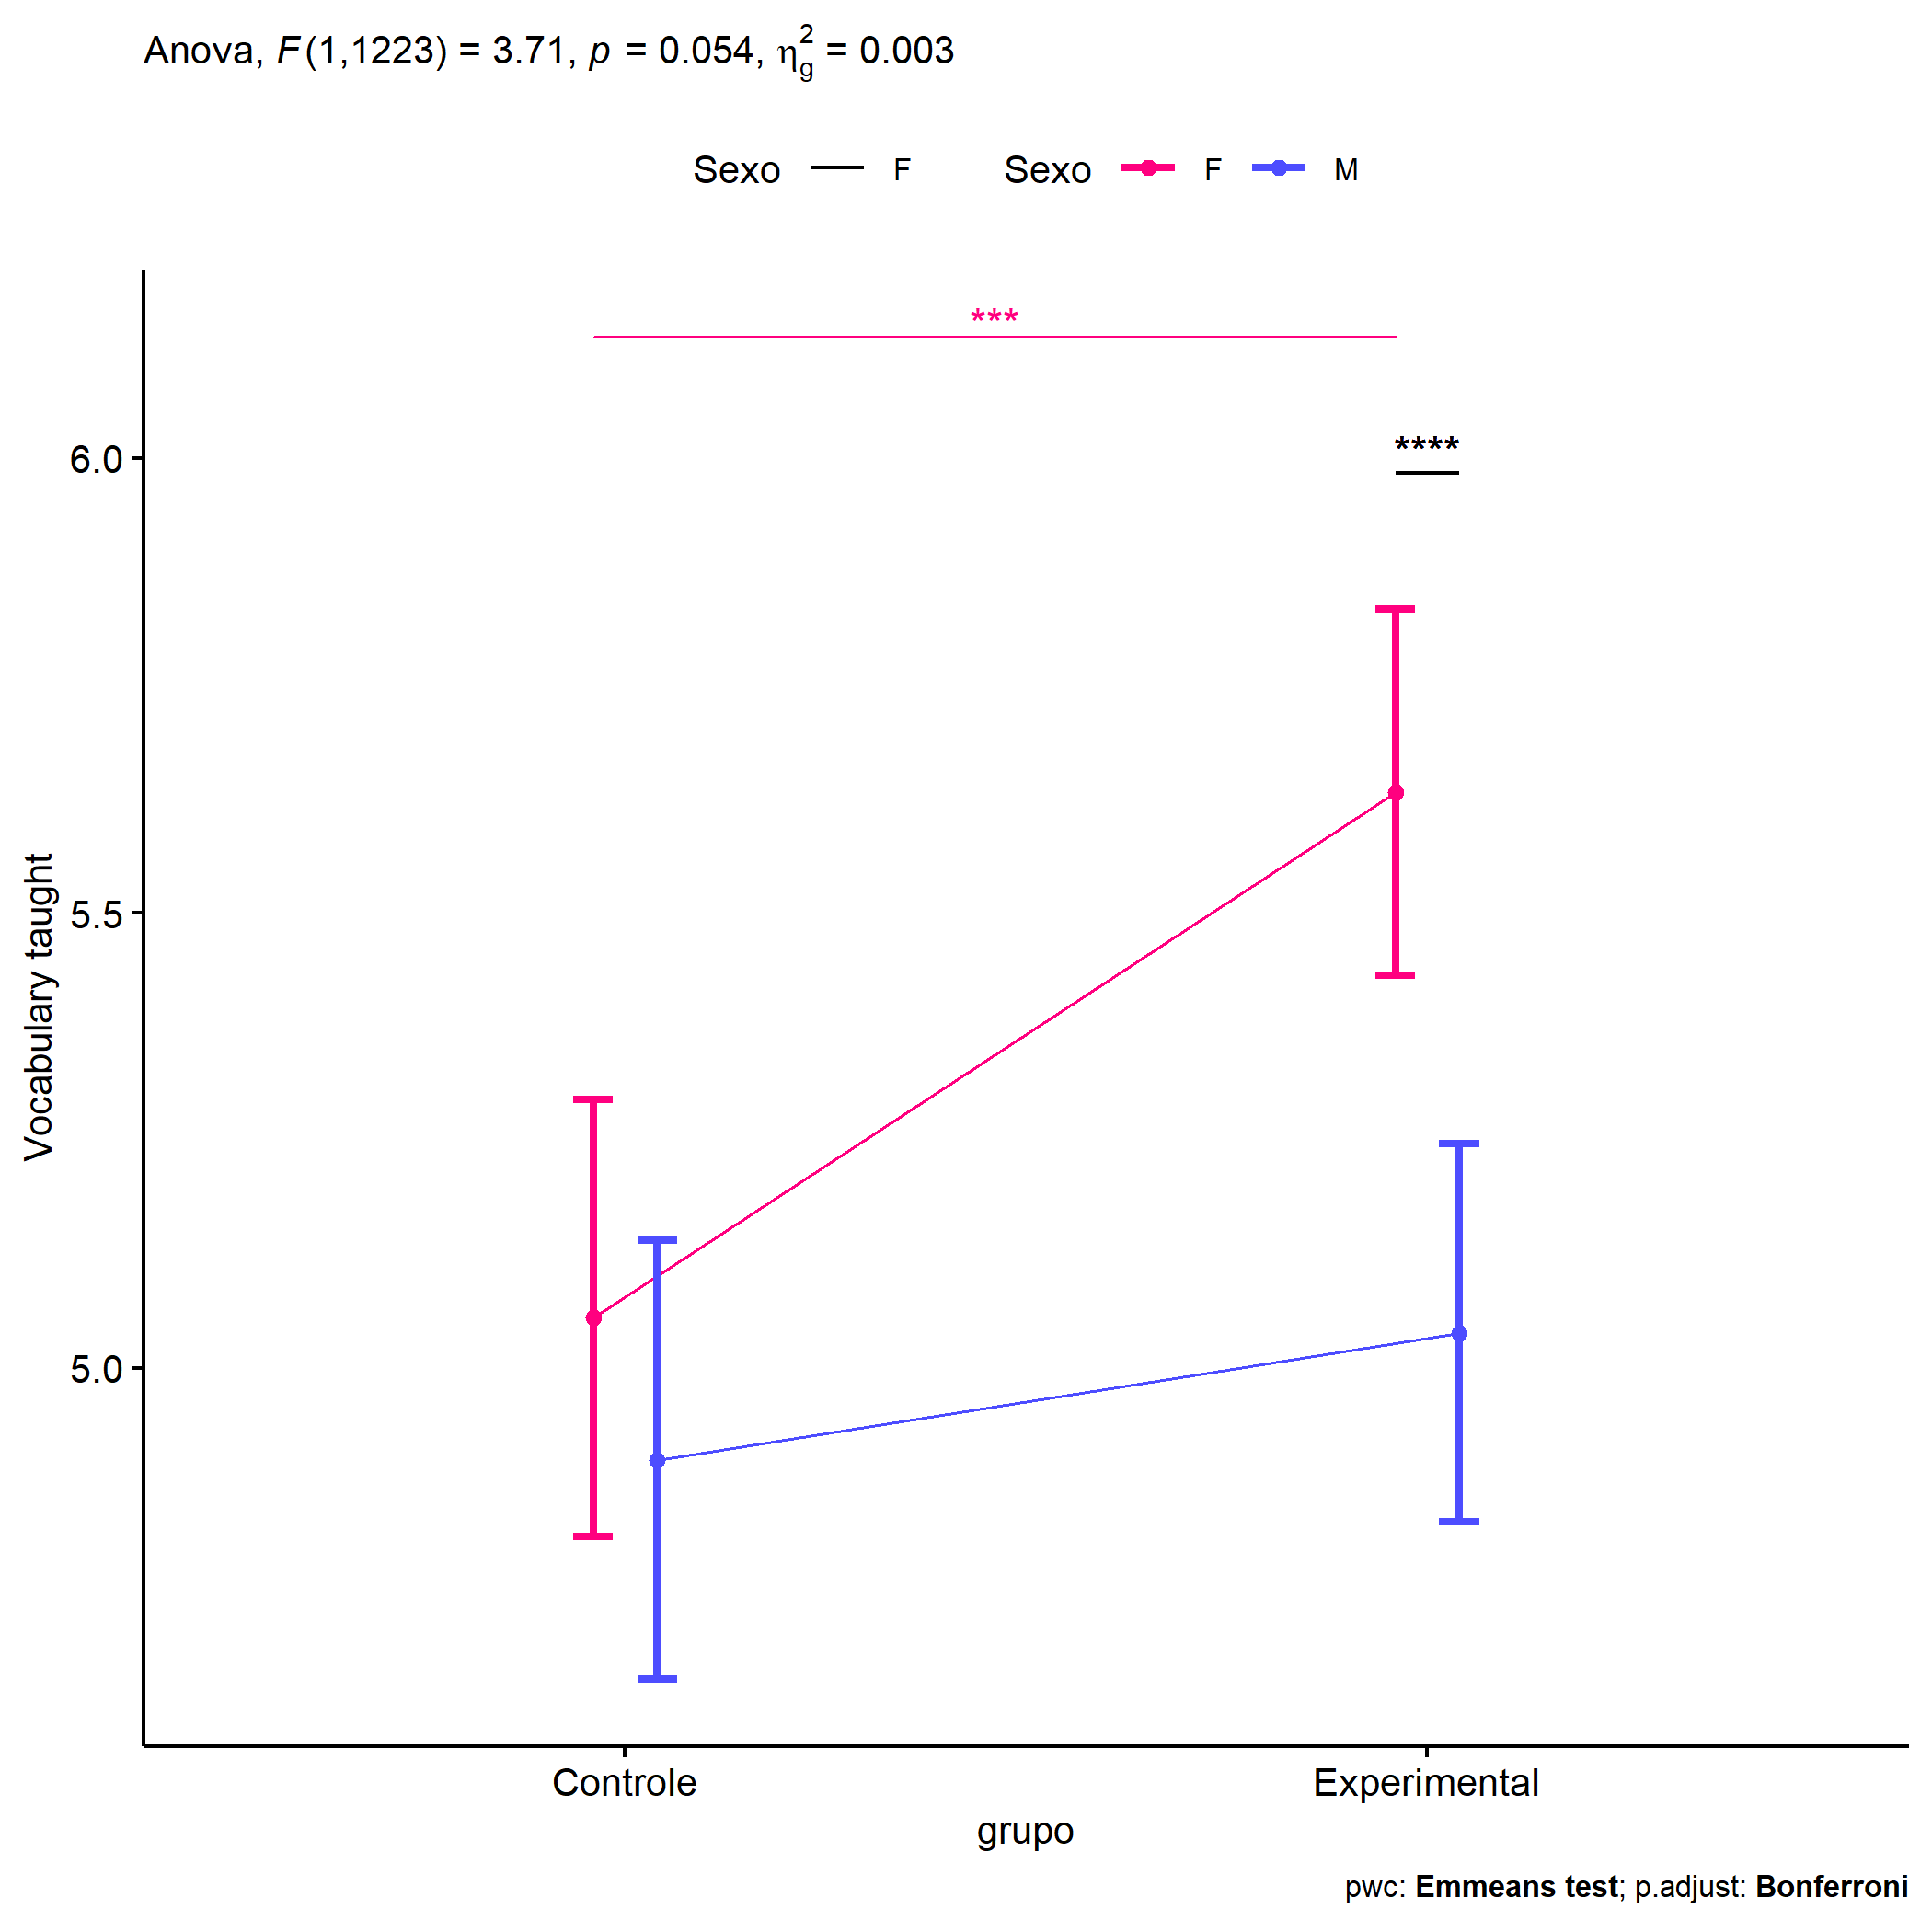 Anova, F(1,1223) = 3.71, p = 0.054, η²g = 0.003
Sexo F Sexo F M
***
****
6.0
5.5
5.0
Vocabulary taught
Controle Experimental
grupo
pwc: Emmeans test; p.adjust: Bonferroni